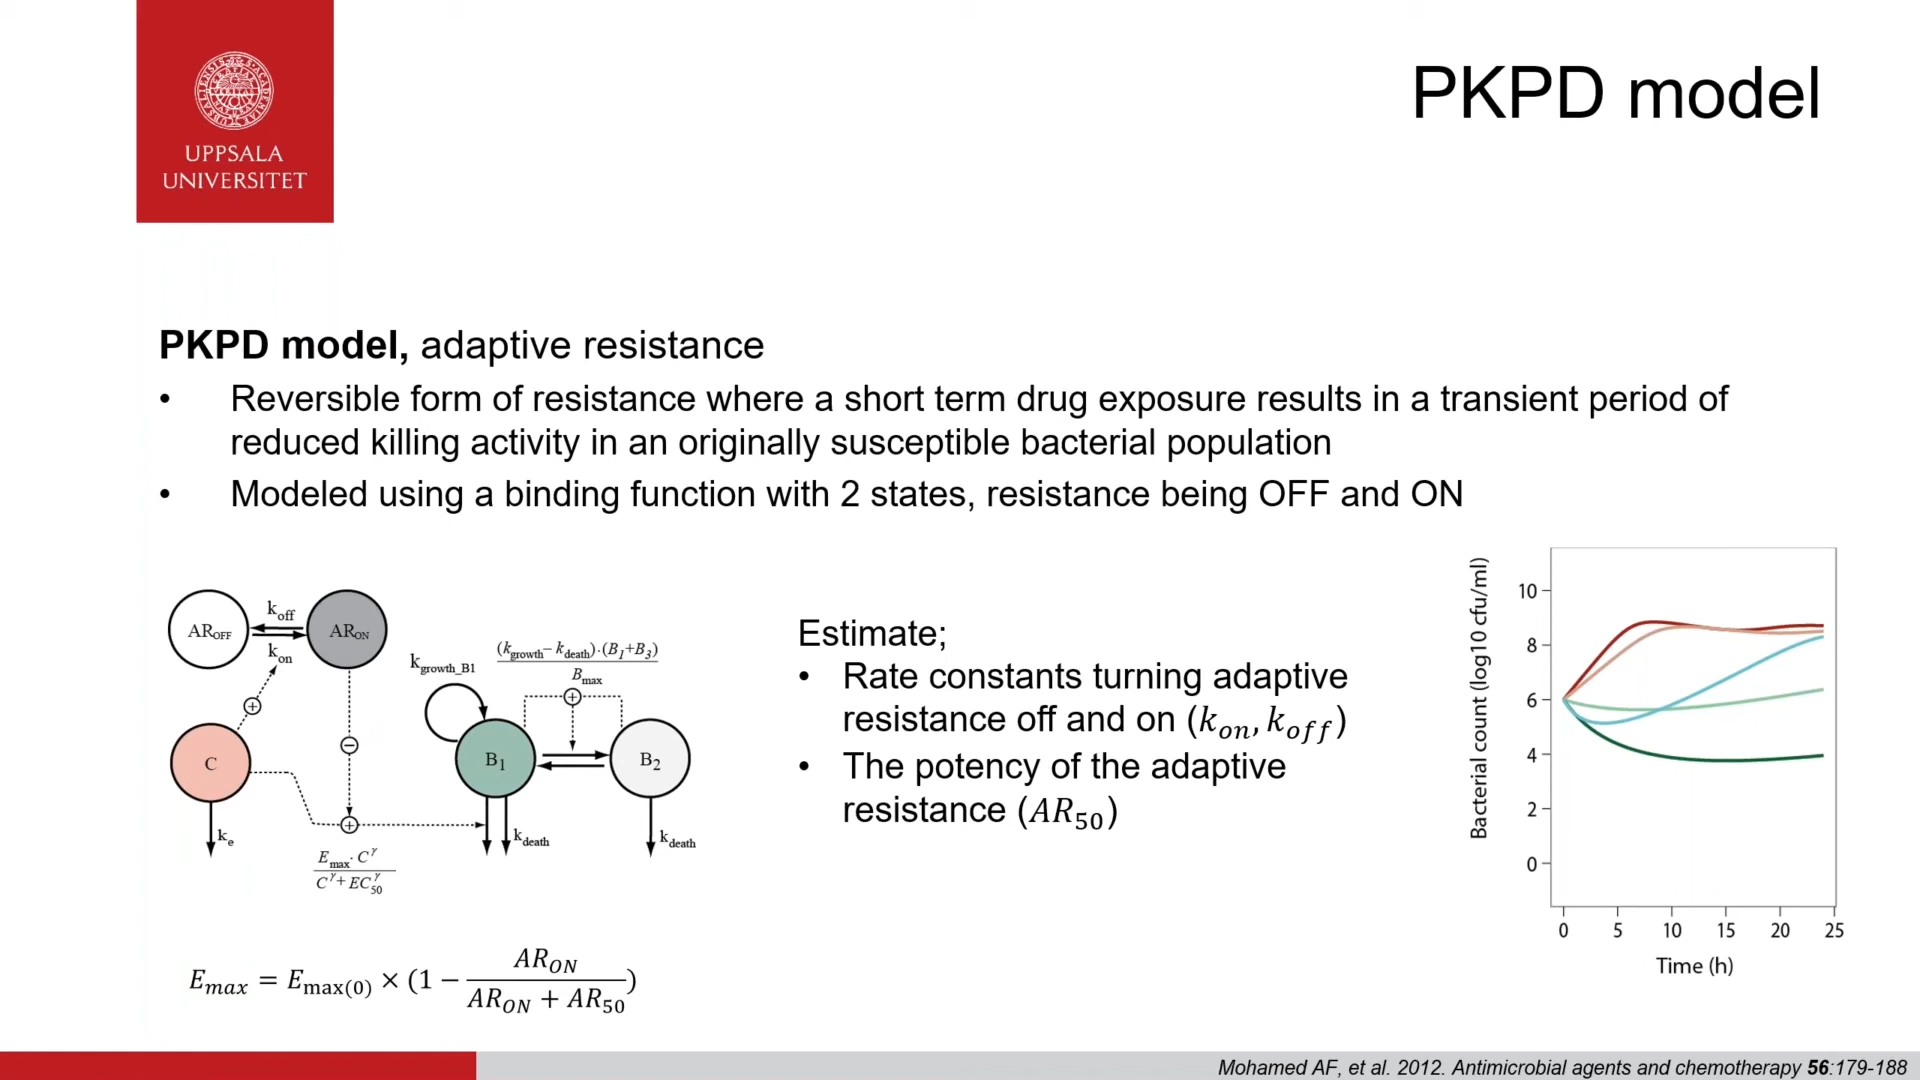 UPPSALA
UNIVERSITET
PKPD model
PKPD model, adaptive resistance
• Reversible form of resistance where a short term drug exposure results in a transient period of
reduced killing activity in an originally susceptible bacterial population
• Modeled using a binding function with 2 states, resistance being OFF and ON
AR_OFF
k_off
k_on
AR_ON
C
k_e
k_growth_B1
(k_growth − k_death)·(B_1+B_3)
B_max
B_1
B_2
k_death
k_death
E_max · C^γ
C^γ + EC_50^γ
E_max = E_max(0) × (1 − AR_ON / (AR_ON + AR_50))
Estimate;
• Rate constants turning adaptive
resistance off and on (k_on, k_off)
• The potency of the adaptive
resistance (AR_50)
Bacterial count (log10 cfu/ml)
10
8
6
4
2
0
0 5 10 15 20 25
Time (h)
Mohamed AF, et al. 2012. Antimicrobial agents and chemotherapy 56:179-188